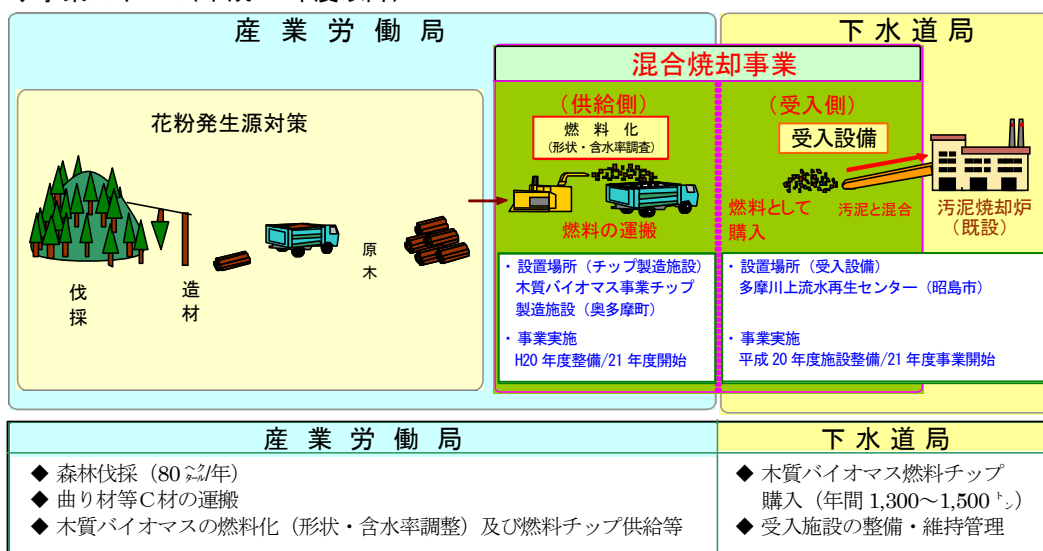 産業労働局
下水道局
混合焼却事業
花粉発生源対策
(供給側)
燃料化
(形状・含水率調査)
(受入側)
受入設備
燃料の運搬
燃料として
購入
汚泥と混合
汚泥焼却炉
(既設)
伐採
造材
原木
・設置場所(チップ製造施設)
木質バイオマス事業チップ
製造施設(奥多摩町)
・事業実施
H20年度整備/21年度開始
・設置場所(受入設備)
多摩川上流水再生センター(昭島市)
・事業実施
平成20年度施設整備/21年度事業開始
産業労働局
◆ 森林伐採(80㌶/年)
◆ 曲り材等C材の運搬
◆ 木質バイオマスの燃料化(形状・含水率調整)及び燃料チップ供給等
下水道局
◆ 木質バイオマス燃料チップ
購入(年間1,300～1,500㌧)
◆ 受入施設の整備・維持管理